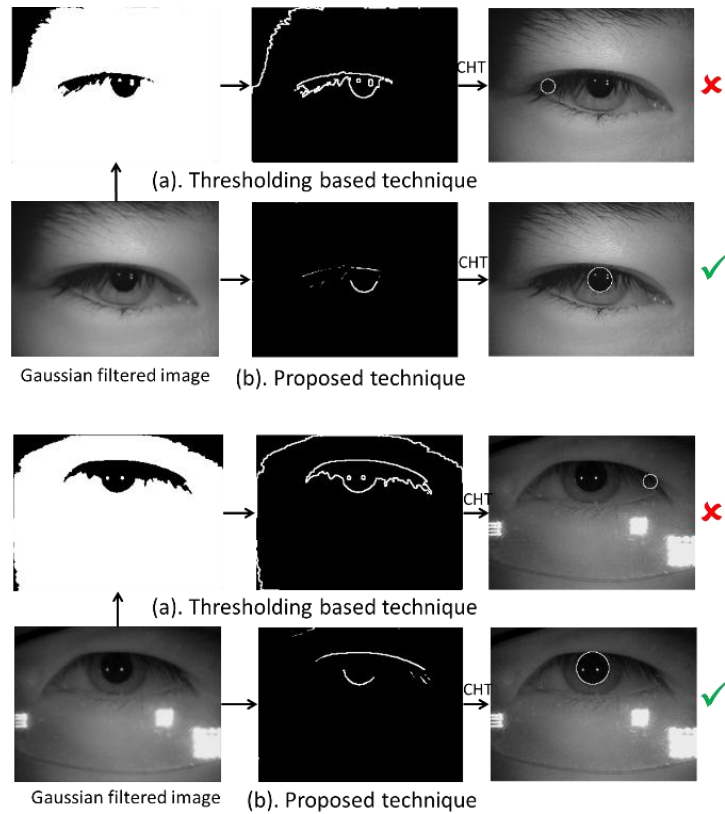 CHT
(a). Thresholding based technique
CHT
Gaussian filtered image
(b). Proposed technique
CHT
(a). Thresholding based technique
CHT
Gaussian filtered image
(b). Proposed technique